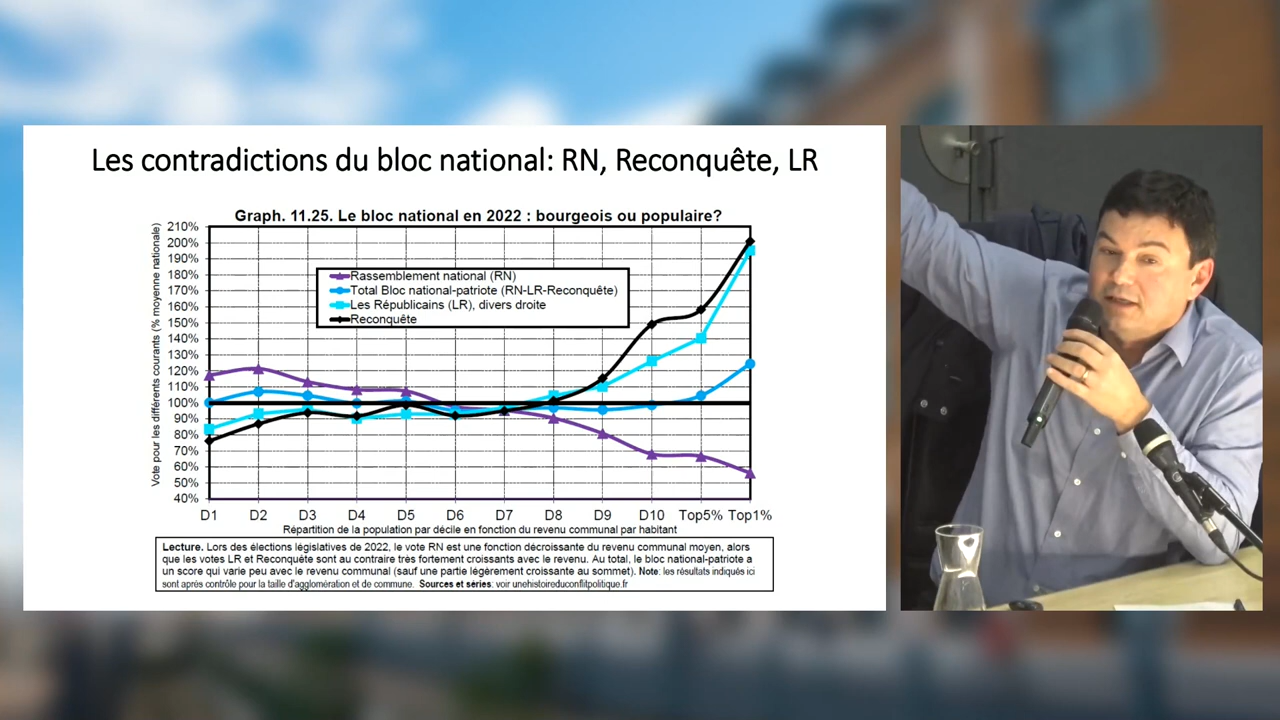 Les contradictions du bloc national: RN, Reconquête, LR
Graph. 11.25. Le bloc national en 2022 : bourgeois ou populaire?
Vote pour les différents courants (% moyenne nationale)
210%
200%
190%
180%
170%
160%
150%
140%
130%
120%
110%
100%
90%
80%
70%
60%
50%
40%
Rassemblement national (RN)
Total Bloc national-patriote (RN-LR-Reconquête)
Les Républicains (LR), divers droite
Reconquête
D1 D2 D3 D4 D5 D6 D7 D8 D9 D10 Top5% Top1%
Répartition de la population par décile en fonction du revenu communal par habitant
Lecture. Lors des élections législatives de 2022, le vote RN est une fonction décroissante du revenu communal moyen, alors
que les votes LR et Reconquête sont au contraire très fortement croissants avec le revenu. Au total, le bloc national-patriote a
un score qui varie peu avec le revenu communal (sauf une partie légèrement croissante au sommet). Note: les résultats indiqués ici
sont après contrôle pour la taille d'agglomération et de commune. Sources et séries: voir unehistoireduconflitpolitique.fr